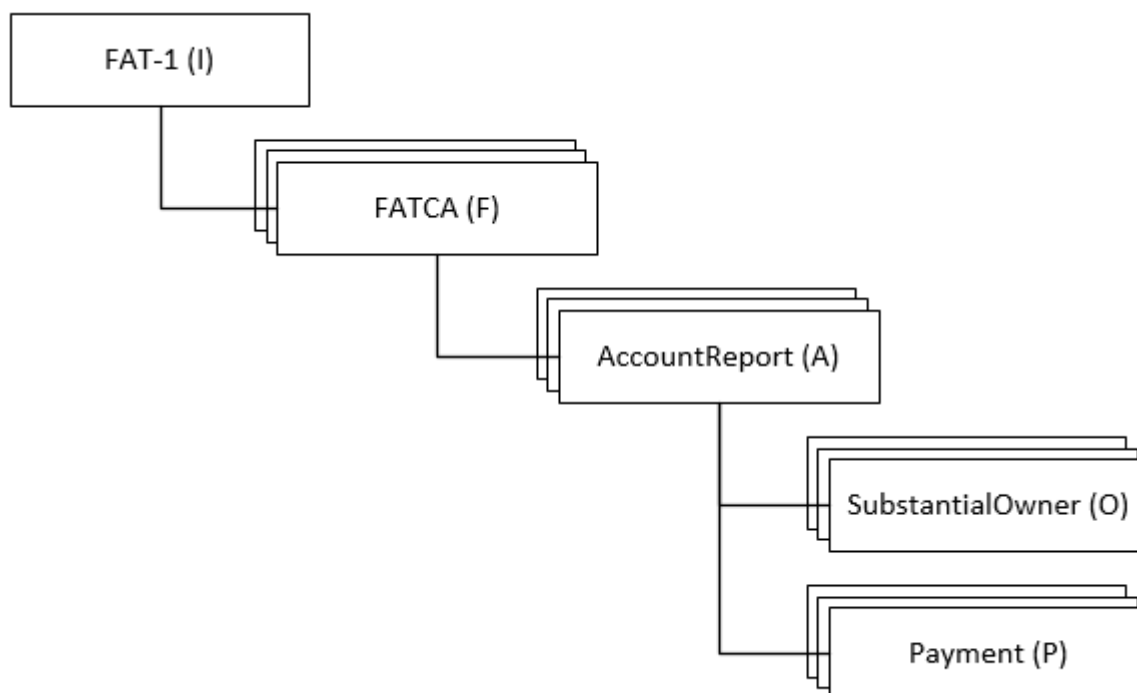 FAT-1 (I)
FATCA (F)
AccountReport (A)
SubstantialOwner (O)
Payment (P)